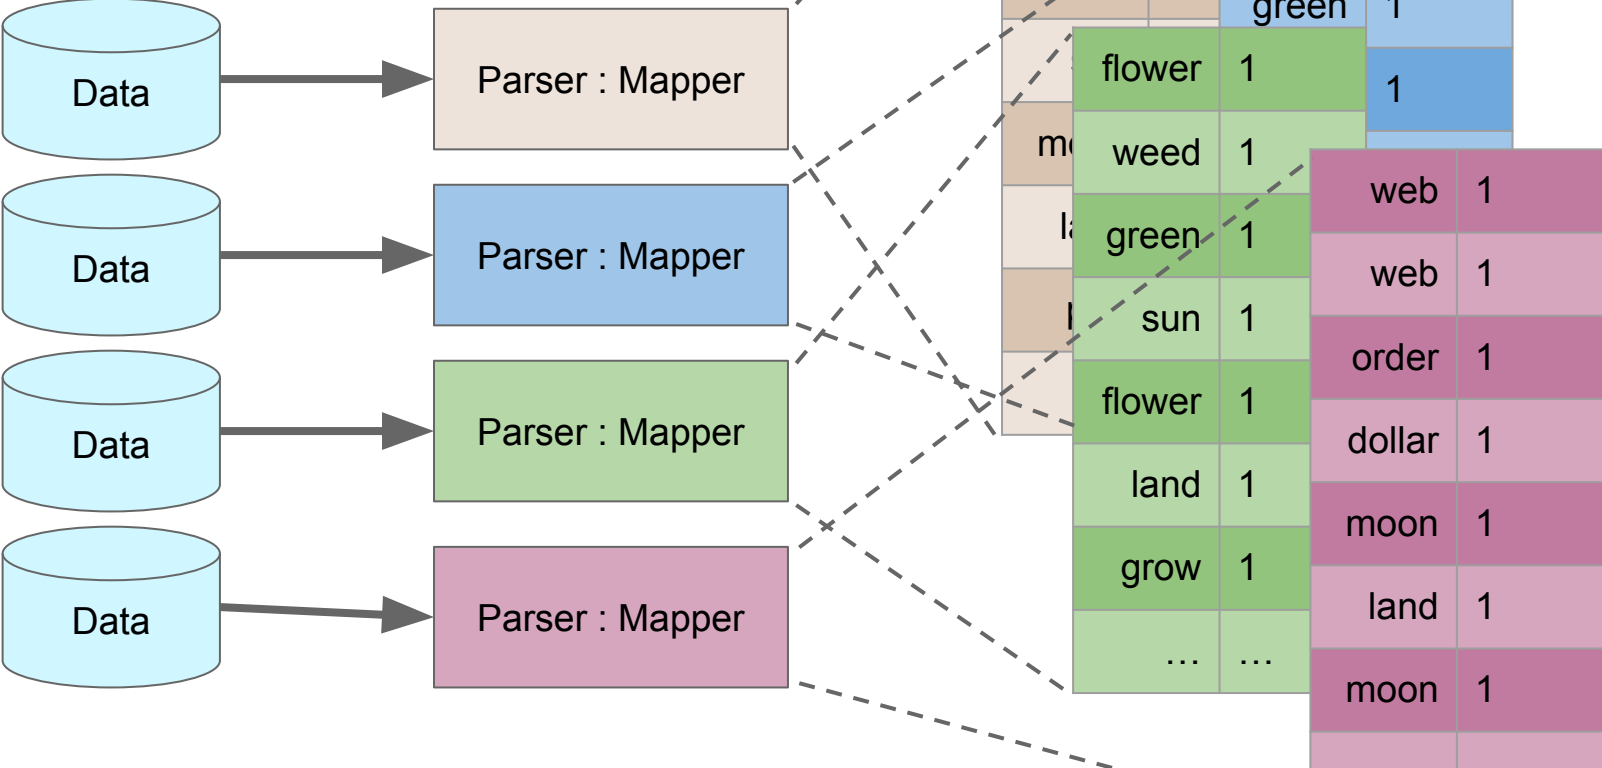 Data
Parser : Mapper
Data
Parser : Mapper
Data
Parser : Mapper
Data
Parser : Mapper
green 1
1
flower 1
weed 1
green 1
sun 1
flower 1
land 1
grow 1
... ...
web 1
web 1
order 1
dollar 1
moon 1
land 1
moon 1